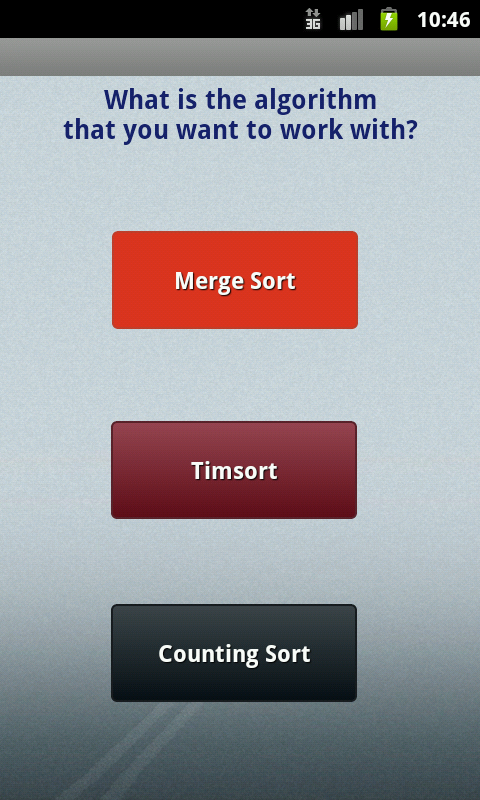 3G
10:46
What is the algorithm
that you want to work with?
Merge Sort
Timsort
Counting Sort